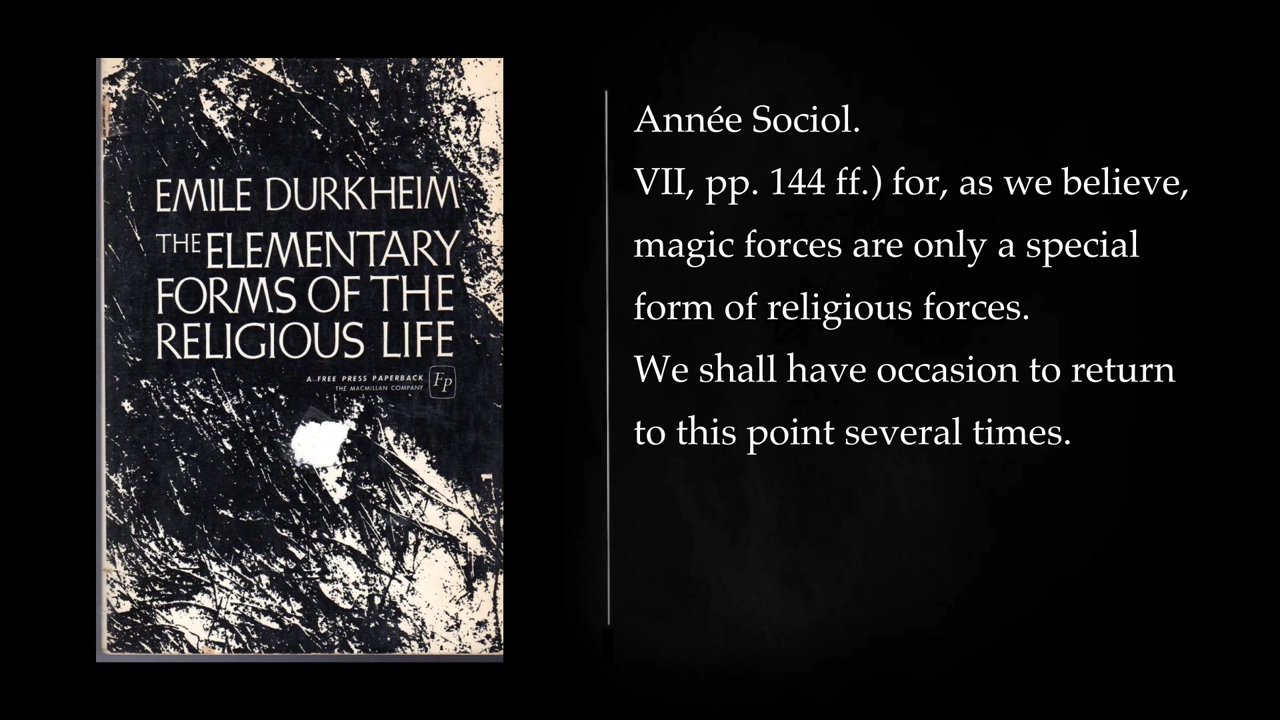 EMILE DURKHEIM
THE ELEMENTARY
FORMS OF THE
RELIGIOUS LIFE
A FREE PRESS PAPERBACK
THE MACMILLAN COMPANY
Fp
Année Sociol.
VII, pp. 144 ff.) for, as we believe,
magic forces are only a special
form of religious forces.
We shall have occasion to return
to this point several times.